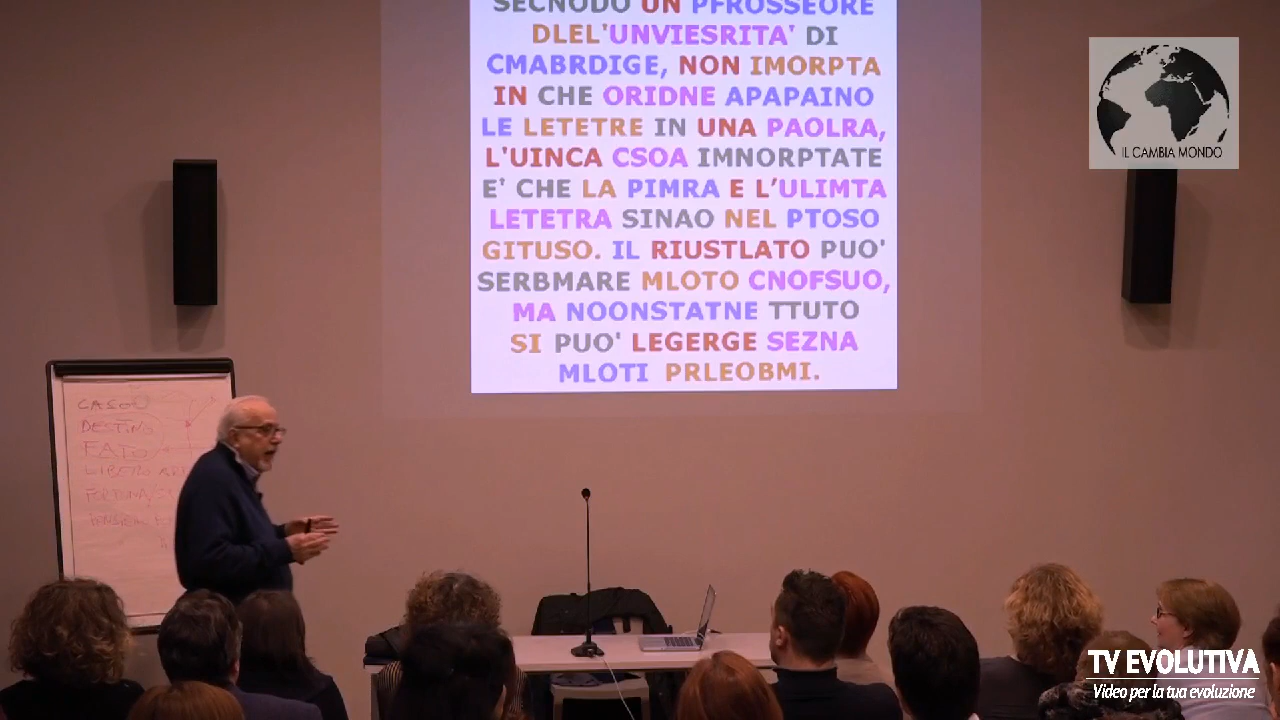 SECNODO UN PFROSSEORE
DLEL'UNVIESRITA' DI
CMABRDIGE, NON IMORPTA
IN CHE ORIDNE APAPAINO
LE LETETRE IN UNA PAOLRA,
L'UINCA CSOA IMNORPTATE
E' CHE LA PIMRA E L’ULIMTA
LETETRA SINAO NEL PTOSO
GITUSO. IL RIUSTLATO PUO'
SERBMARE MLOTO CNOFSUO,
MA NOONSTATNE TTUTO
SI PUO' LEGERGE SEZNA
MLOTI PRLEOBMI.
IL CAMBIA MONDO
CASO
DESTINO
FATO
LIBERO
TV EVOLUTIVA
Video per la tua evoluzione